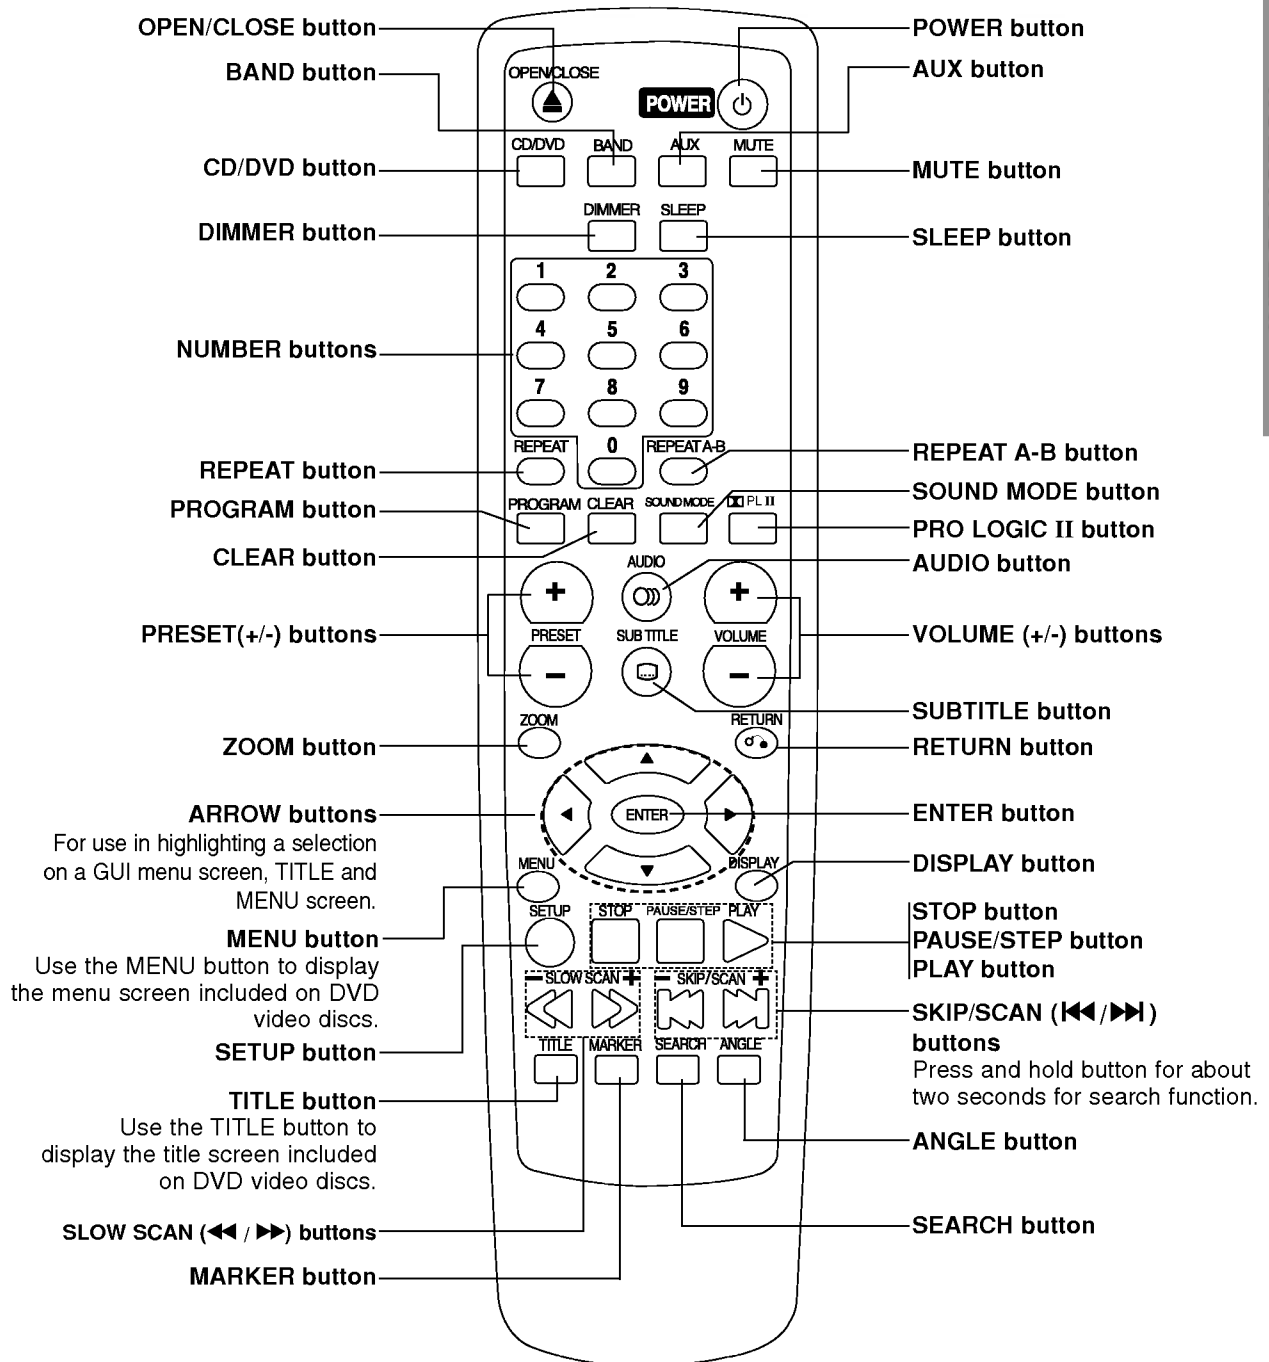 OPEN/CLOSE button
BAND button
CD/DVD button
DIMMER button
NUMBER buttons
REPEAT button
PROGRAM button
CLEAR button
PRESET(+/-) buttons
ZOOM button
ARROW buttons
For use in highlighting a selection
on a GUI menu screen, TITLE and
MENU screen.
MENU button
Use the MENU button to display
the menu screen included on DVD
video discs.
SETUP button
TITLE button
Use the TITLE button to
display the title screen included
on DVD video discs.
SLOW SCAN (◀◀ / ▶▶) buttons
MARKER button
OPEN/CLOSE
POWER
CD/DVD BAND AUX MUTE
DIMMER SLEEP
1 2 3
4 5 6
7 8 9
REPEAT 0 REPEAT A-B
PROGRAM CLEAR SOUND MODE PL II
AUDIO
+ +
PRESET SUB TITLE VOLUME
- -
ZOOM RETURN
ENTER
MENU DISPLAY
SETUP STOP PAUSE/STEP PLAY
- SLOW SCAN + - SKIP/SCAN +
TITLE MARKER SEARCH ANGLE
POWER button
AUX button
MUTE button
SLEEP button
REPEAT A-B button
SOUND MODE button
PRO LOGIC II button
AUDIO button
VOLUME (+/-) buttons
SUBTITLE button
RETURN button
ENTER button
DISPLAY button
STOP button
PAUSE/STEP button
PLAY button
SKIP/SCAN (|◀◀/▶▶|)
buttons
Press and hold button for about
two seconds for search function.
ANGLE button
SEARCH button